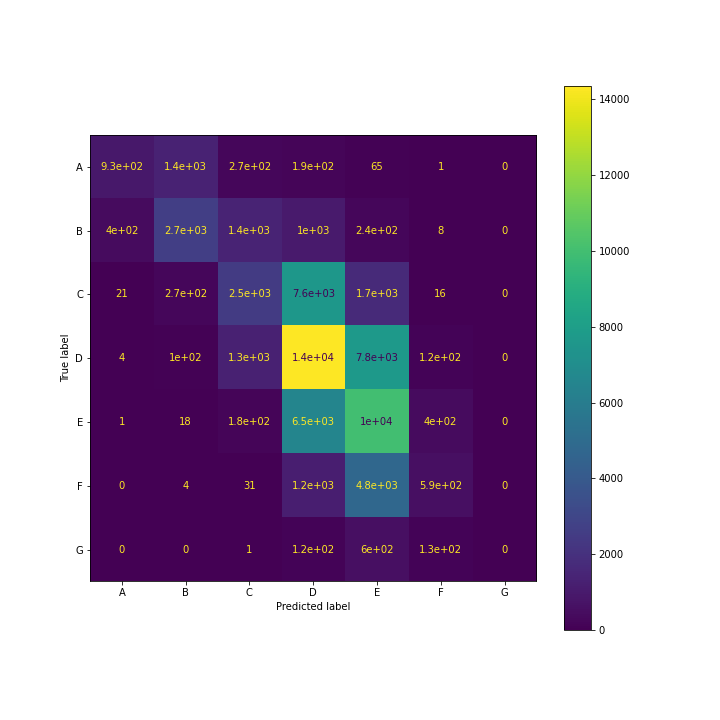 A 9.3e+02 1.4e+03 2.7e+02 1.9e+02 65 1 0
B 4e+02 2.7e+03 1.4e+03 1e+03 2.4e+02 8 0
C 21 2.7e+02 2.5e+03 7.6e+03 1.7e+03 16 0
D 4 1e+02 1.3e+03 1.4e+04 7.8e+03 1.2e+02 0
E 1 18 1.8e+02 6.5e+03 1e+04 4e+02 0
F 0 4 31 1.2e+03 4.8e+03 5.9e+02 0
G 0 0 1 1.2e+02 6e+02 1.3e+02 0
A B C D E F G
Predicted label
True label
14000
12000
10000
8000
6000
4000
2000
0